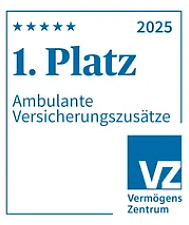 ★★★★★ 2025
1. Platz
Ambulante
Versicherungszusätze
VZ
Vermögens
Zentrum